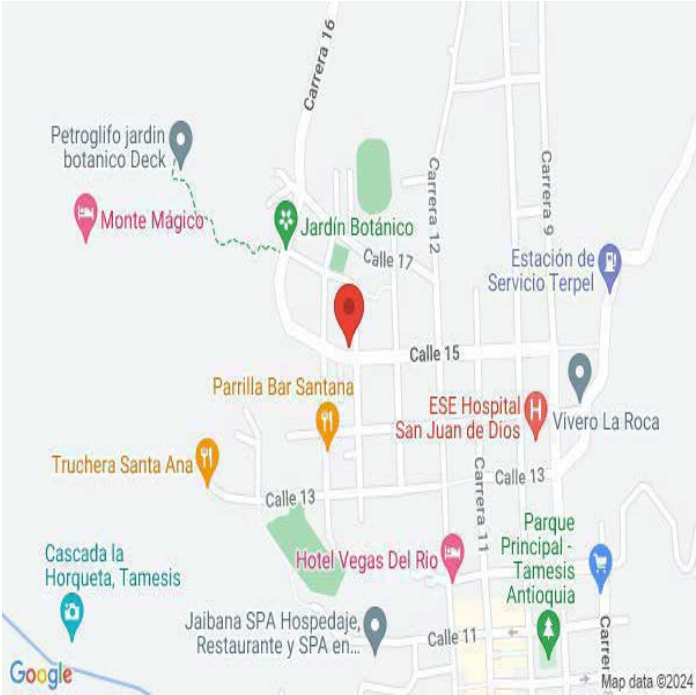 Carrera 16
Petroglifo jardin
botanico Deck
Monte Mágico
Jardín Botánico
Calle 17
Carrera 12
Carrera 9
Estación de
Servicio Terpel
Calle 15
Parrilla Bar Santana
ESE Hospital
San Juan de Dios
H
Vivero La Roca
Truchera Santa Ana
Calle 13
Calle 13
Carrera 11
Parque
Principal -
Tamesis
Antioquia
Hotel Vegas Del Rio
Cascada la
Horqueta, Tamesis
Jaibana SPA Hospedaje,
Restaurante y SPA en...
Calle 11
Carrer
Google
Map data ©2024